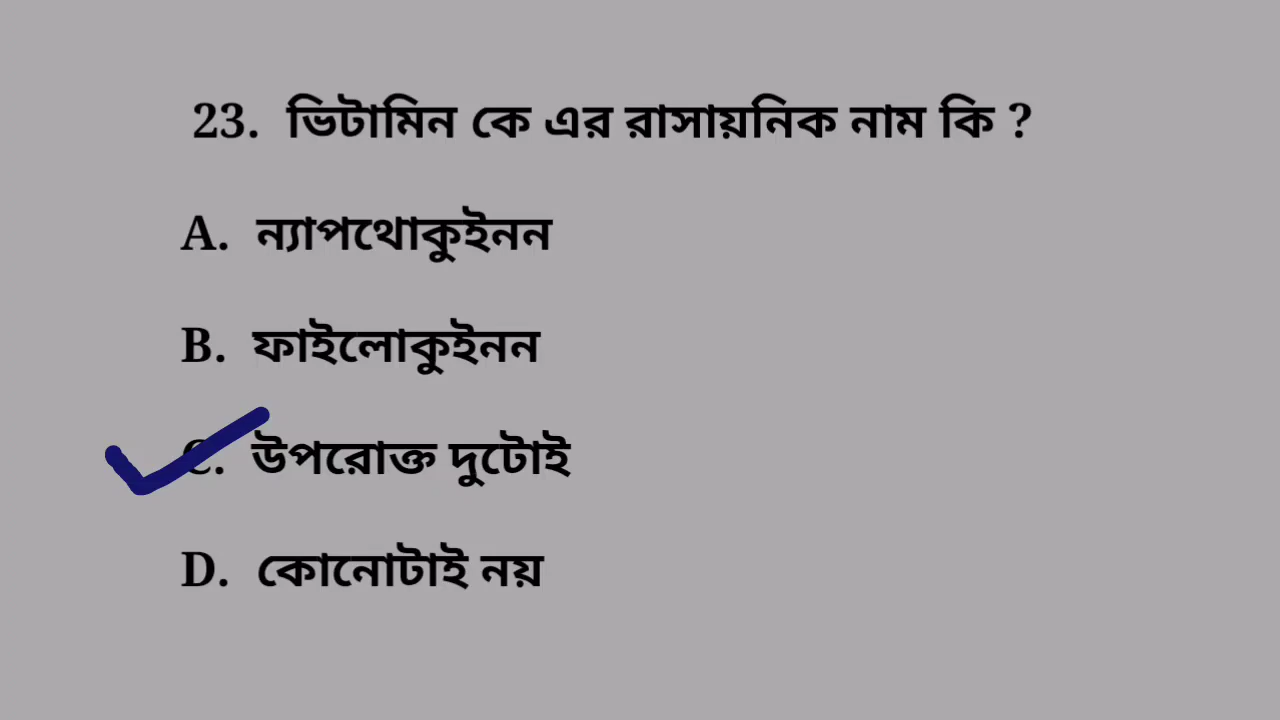 23. ভিটামিন কে এর রাসায়নিক নাম কি ?
A. ন্যাপথোকুইনন
B. ফাইলোকুইনন
C. উপরোক্ত দুটোই
D. কোনোটাই নয়